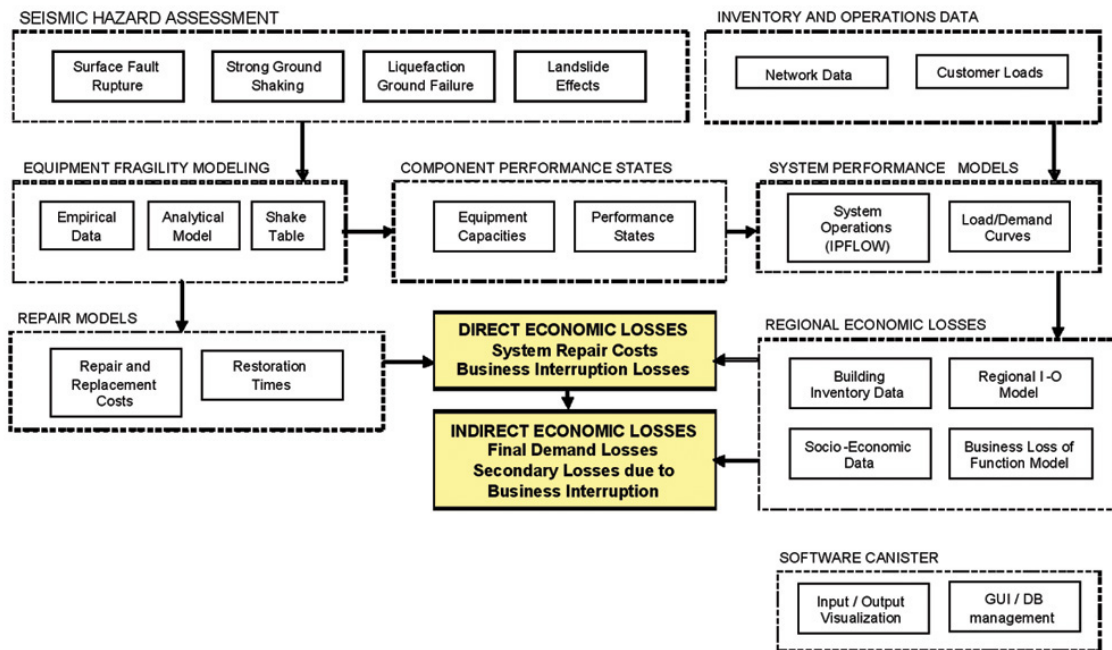 SEISMIC HAZARD ASSESSMENT
Surface Fault
Rupture
Strong Ground
Shaking
Liquefaction
Ground Failure
Landslide
Effects
INVENTORY AND OPERATIONS DATA
Network Data
Customer Loads
EQUIPMENT FRAGILITY MODELING
Empirical
Data
Analytical
Model
Shake
Table
COMPONENT PERFORMANCE STATES
Equipment
Capacities
Performance
States
SYSTEM PERFORMANCE MODELS
System
Operations
(IPFLOW)
Load/Demand
Curves
REPAIR MODELS
Repair and
Replacement
Costs
Restoration
Times
DIRECT ECONOMIC LOSSES
System Repair Costs
Business Interruption Losses
INDIRECT ECONOMIC LOSSES
Final Demand Losses
Secondary Losses due to
Business Interruption
REGIONAL ECONOMIC LOSSES
Building
Inventory Data
Regional I-O
Model
Socio-Economic
Data
Business Loss of
Function Model
SOFTWARE CANISTER
Input / Output
Visualization
GUI / DB
management